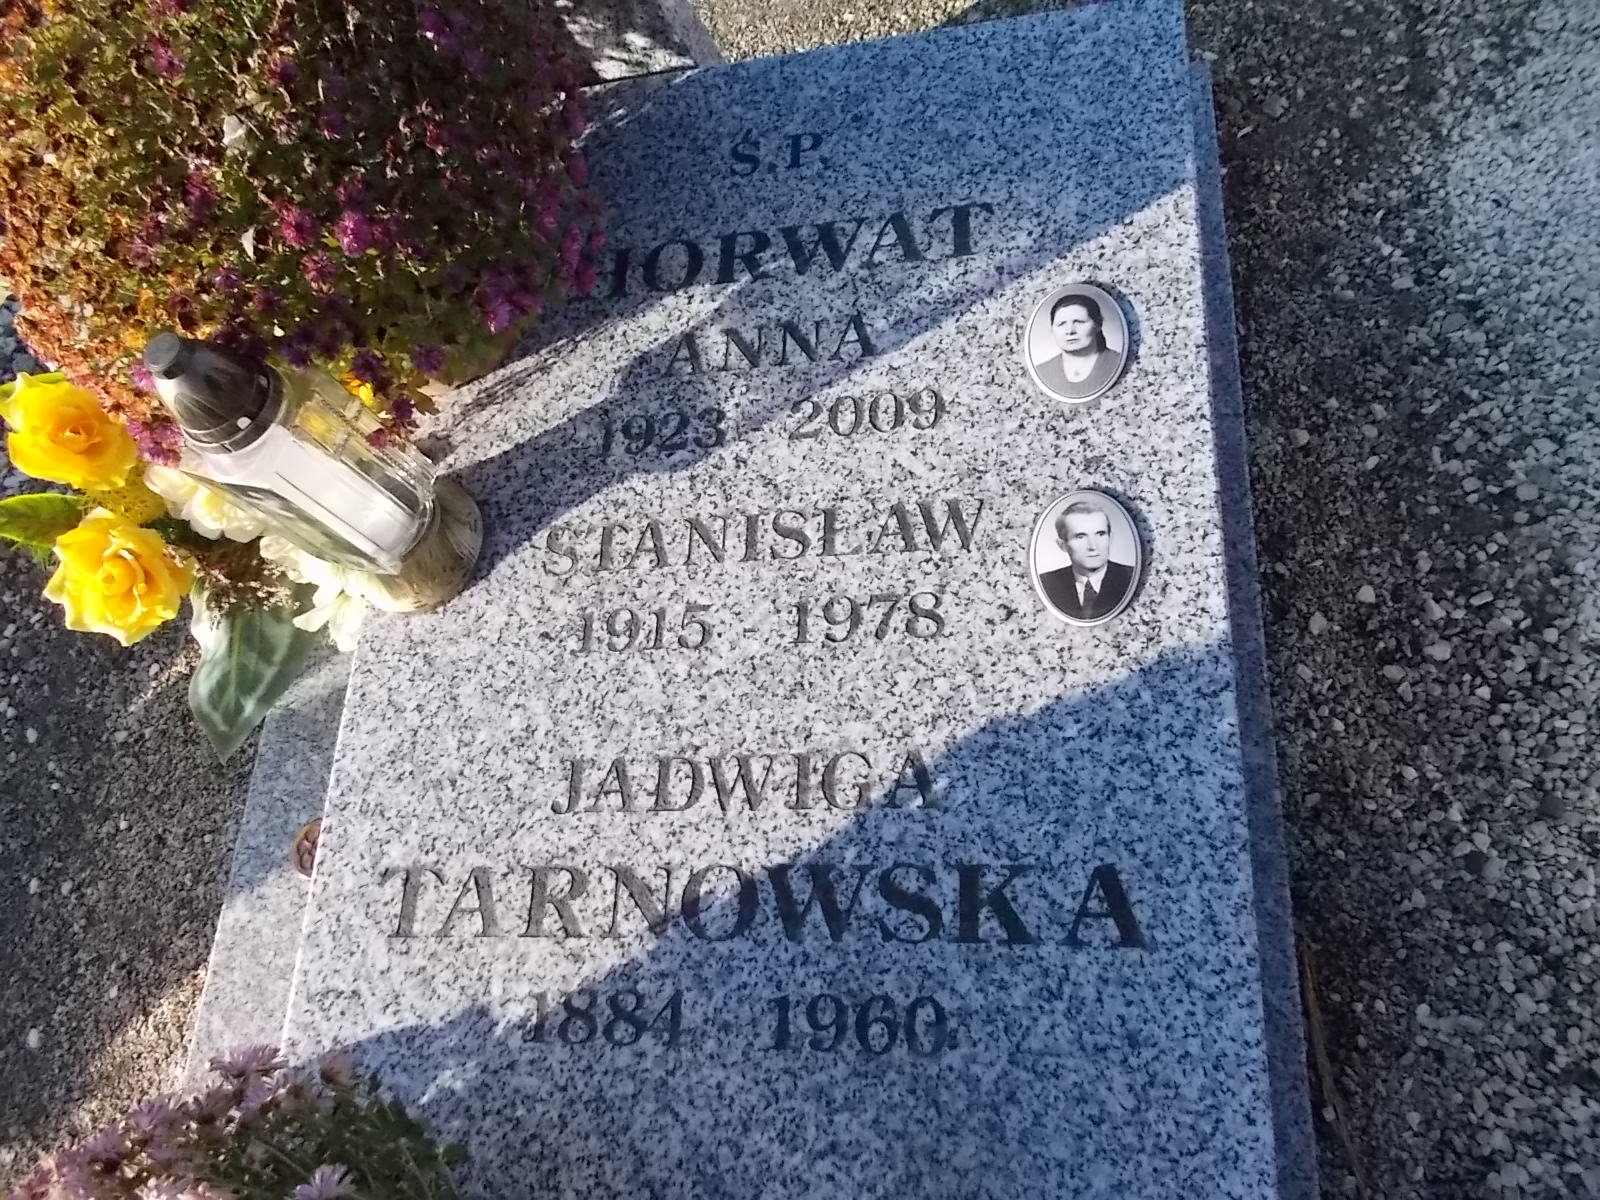 Ś.P.
HORWAT
ANNA
1923 2009
STANISŁAW
1915 - 1978
JADWIGA
TARNOWSKA
1884 - 1960